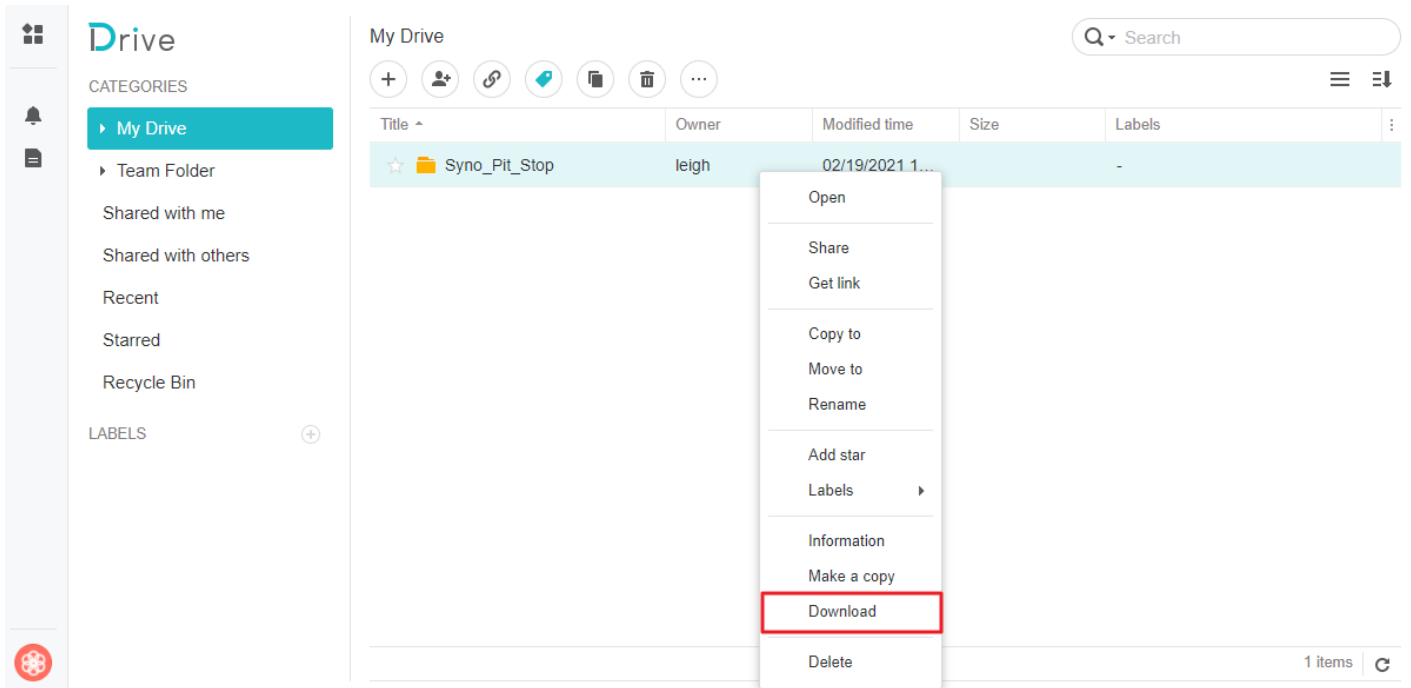 Drive
CATEGORIES
My Drive
Team Folder
Shared with me
Shared with others
Recent
Starred
Recycle Bin
LABELS
My Drive
Search
Title Owner Modified time Size Labels
Syno_Pit_Stop leigh 02/19/2021 1... -
Open
Share
Get link
Copy to
Move to
Rename
Add star
Labels
Information
Make a copy
Download
Delete
1 items